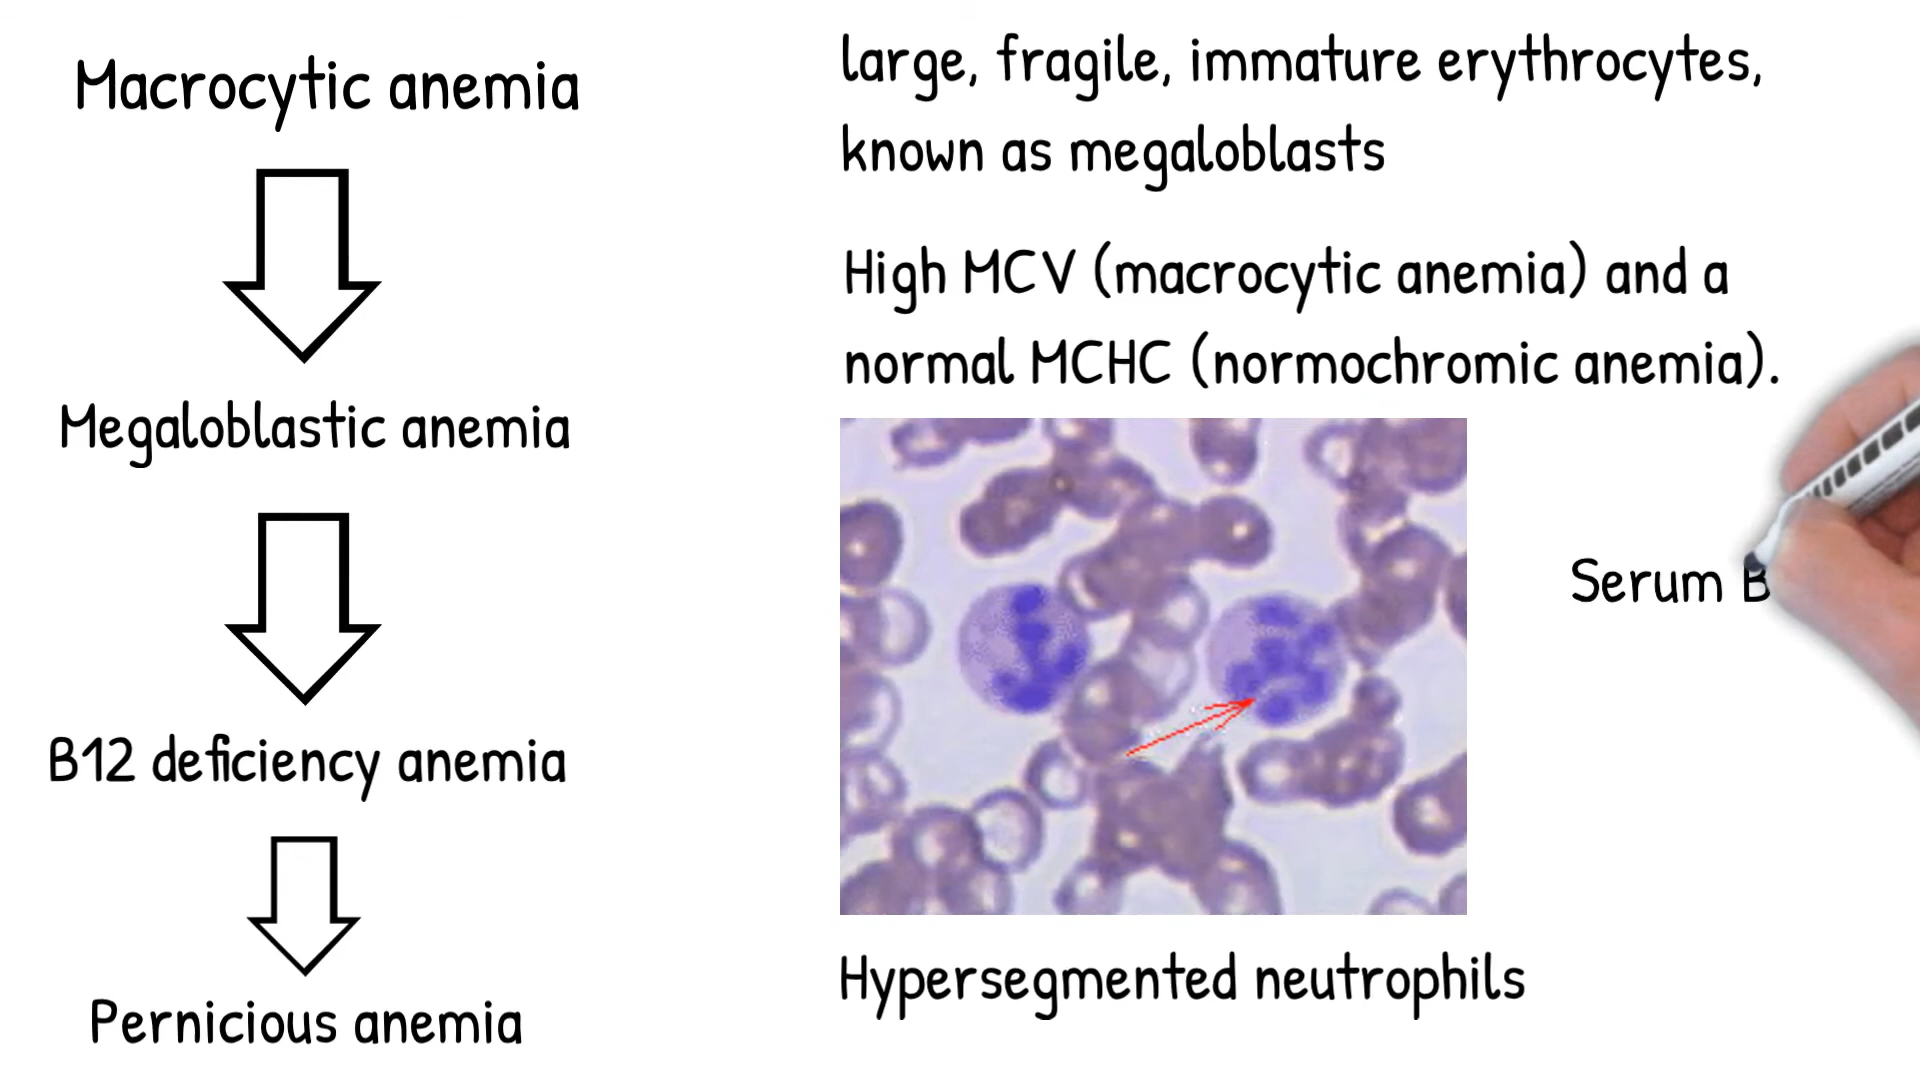 Macrocytic anemia
Megaloblastic anemia
B12 deficiency anemia
Pernicious anemia
large, fragile, immature erythrocytes,
known as megaloblasts
High MCV (macrocytic anemia) and a
normal MCHC (normochromic anemia).
Hypersegmented neutrophils
Serum B